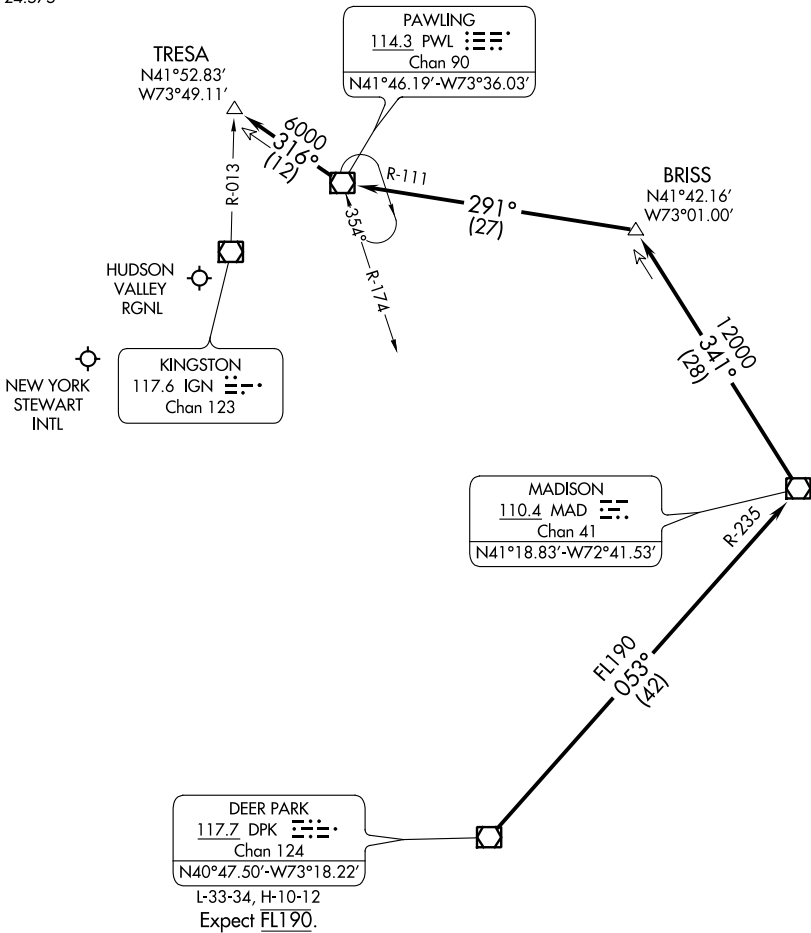 PAWLING
114.3 PWL
Chan 90
N41°46.19'-W73°36.03'
TRESA
N41°52.83'
W73°49.11'
6000
316°
(12)
R-013
R-111
291°
(27)
BRISS
N41°42.16'
W73°01.00'
354°
R-174
HUDSON
VALLEY
RGNL
12000
341°
(28)
NEW YORK
STEWART
INTL
KINGSTON
117.6 IGN
Chan 123
MADISON
110.4 MAD
Chan 41
N41°18.83'-W72°41.53'
R-235
FL190
053°
(42)
DEER PARK
117.7 DPK
Chan 124
N40°47.50'-W73°18.22'
L-33-34, H-10-12
Expect FL190.